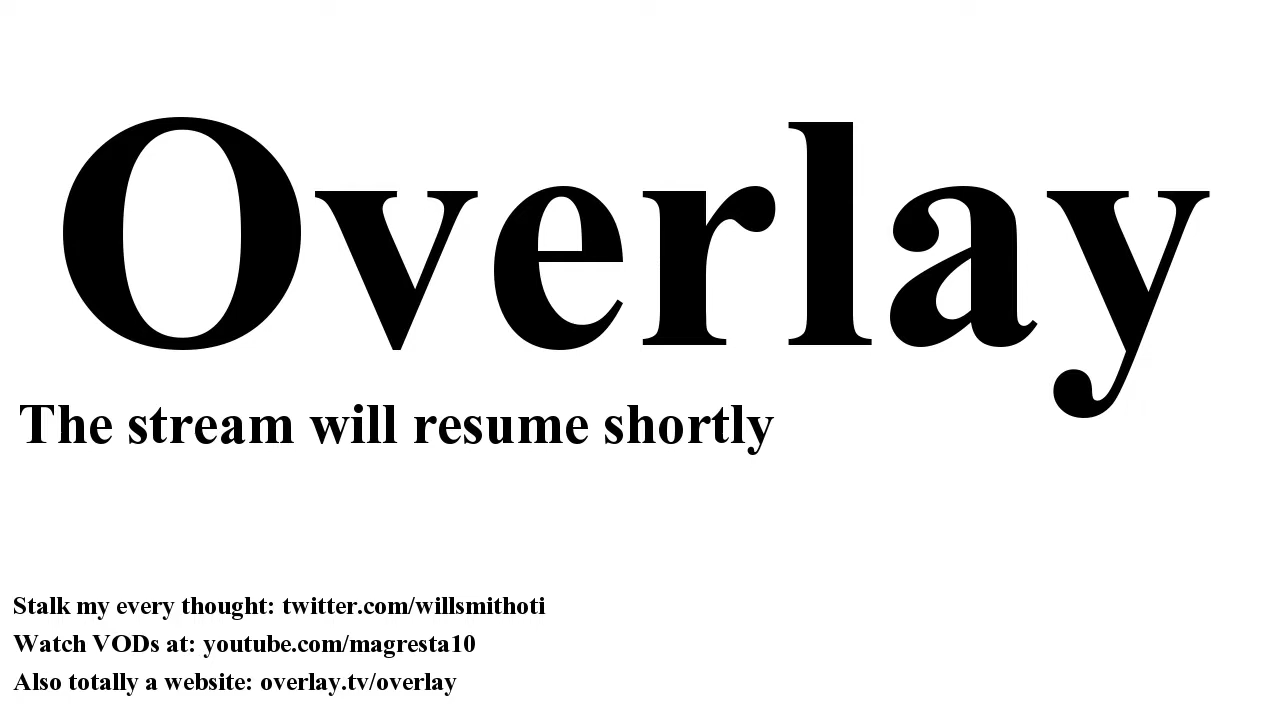 Overlay
The stream will resume shortly
Stalk my every thought: twitter.com/willsmithoti
Watch VODs at: youtube.com/magresta10
Also totally a website: overlay.tv/overlay